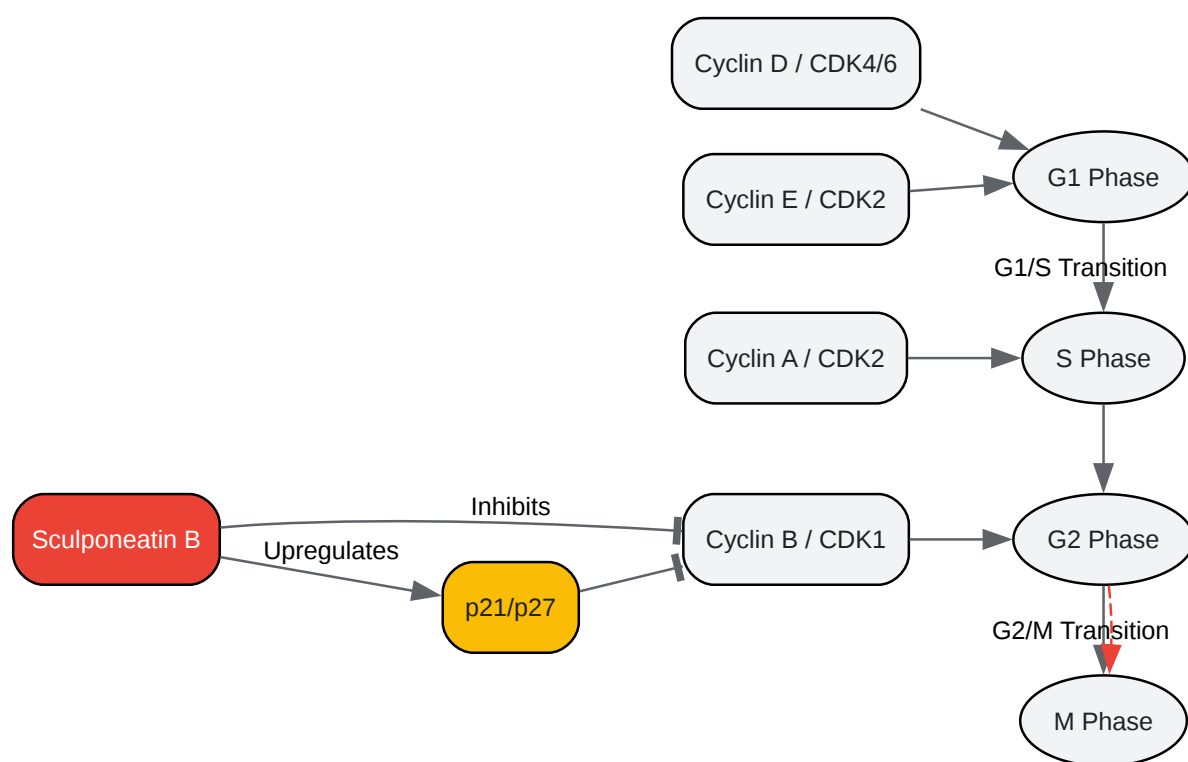 Cyclin D / CDK4/6
G1 Phase
Cyclin E / CDK2
G1/S Transition
Cyclin A / CDK2
S Phase
Inhibits
Sculponeatin B
Upregulates
Cyclin B / CDK1
G2 Phase
p21/p27
G2/M Transition
M Phase